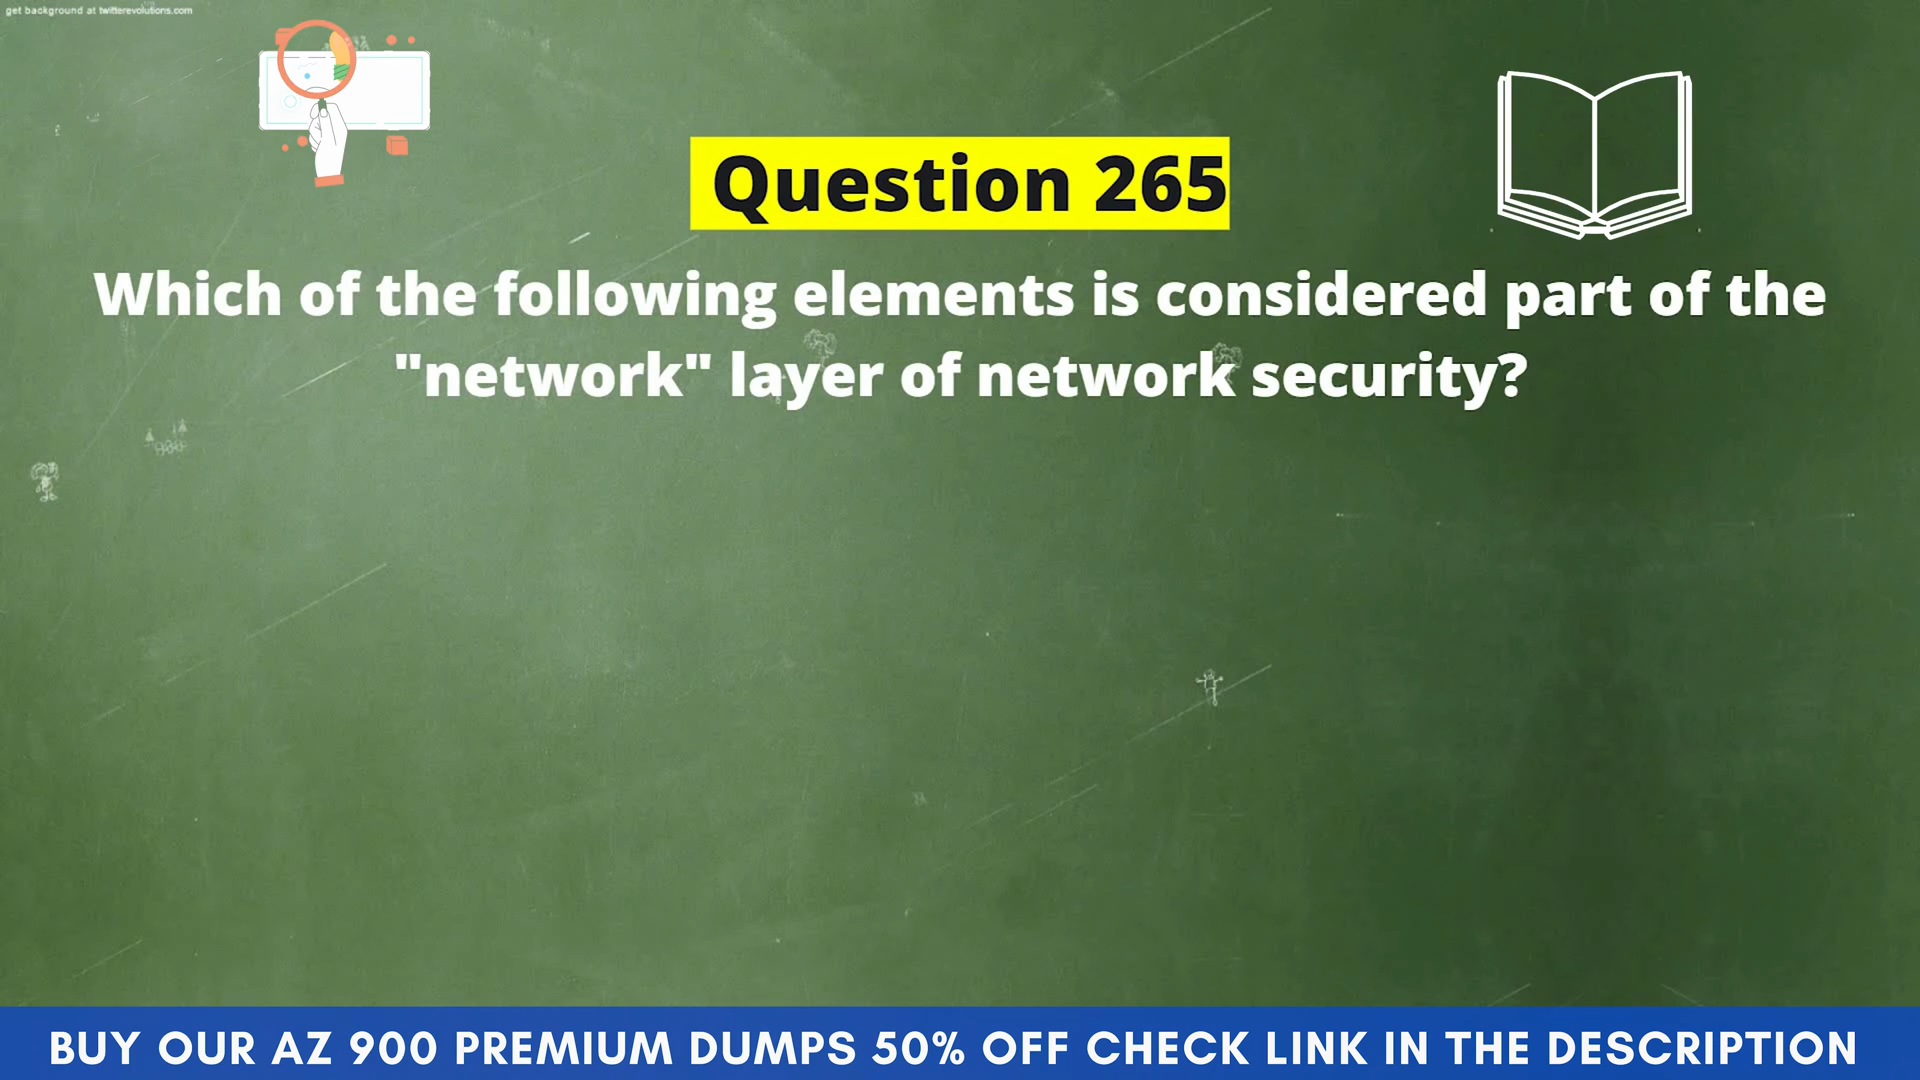 get background at twitterevolutions.com
Question 265
Which of the following elements is considered part of the
"network" layer of network security?
BUY OUR AZ 900 PREMIUM DUMPS 50% OFF CHECK LINK IN THE DESCRIPTION